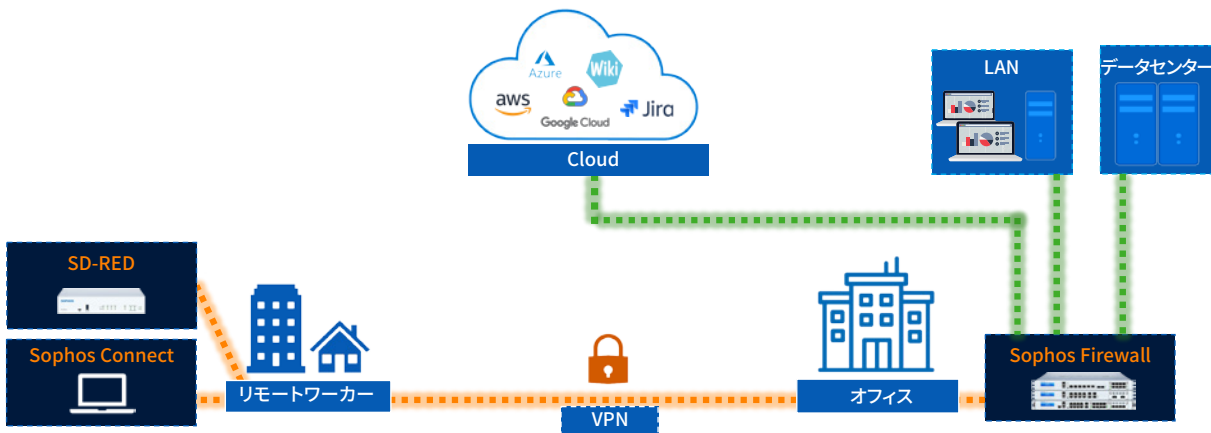 Azure
Wiki
aws
Google Cloud
Jira
Cloud
LAN
データセンター
SD-RED
Sophos Connect
リモートワーカー
VPN
オフィス
Sophos Firewall